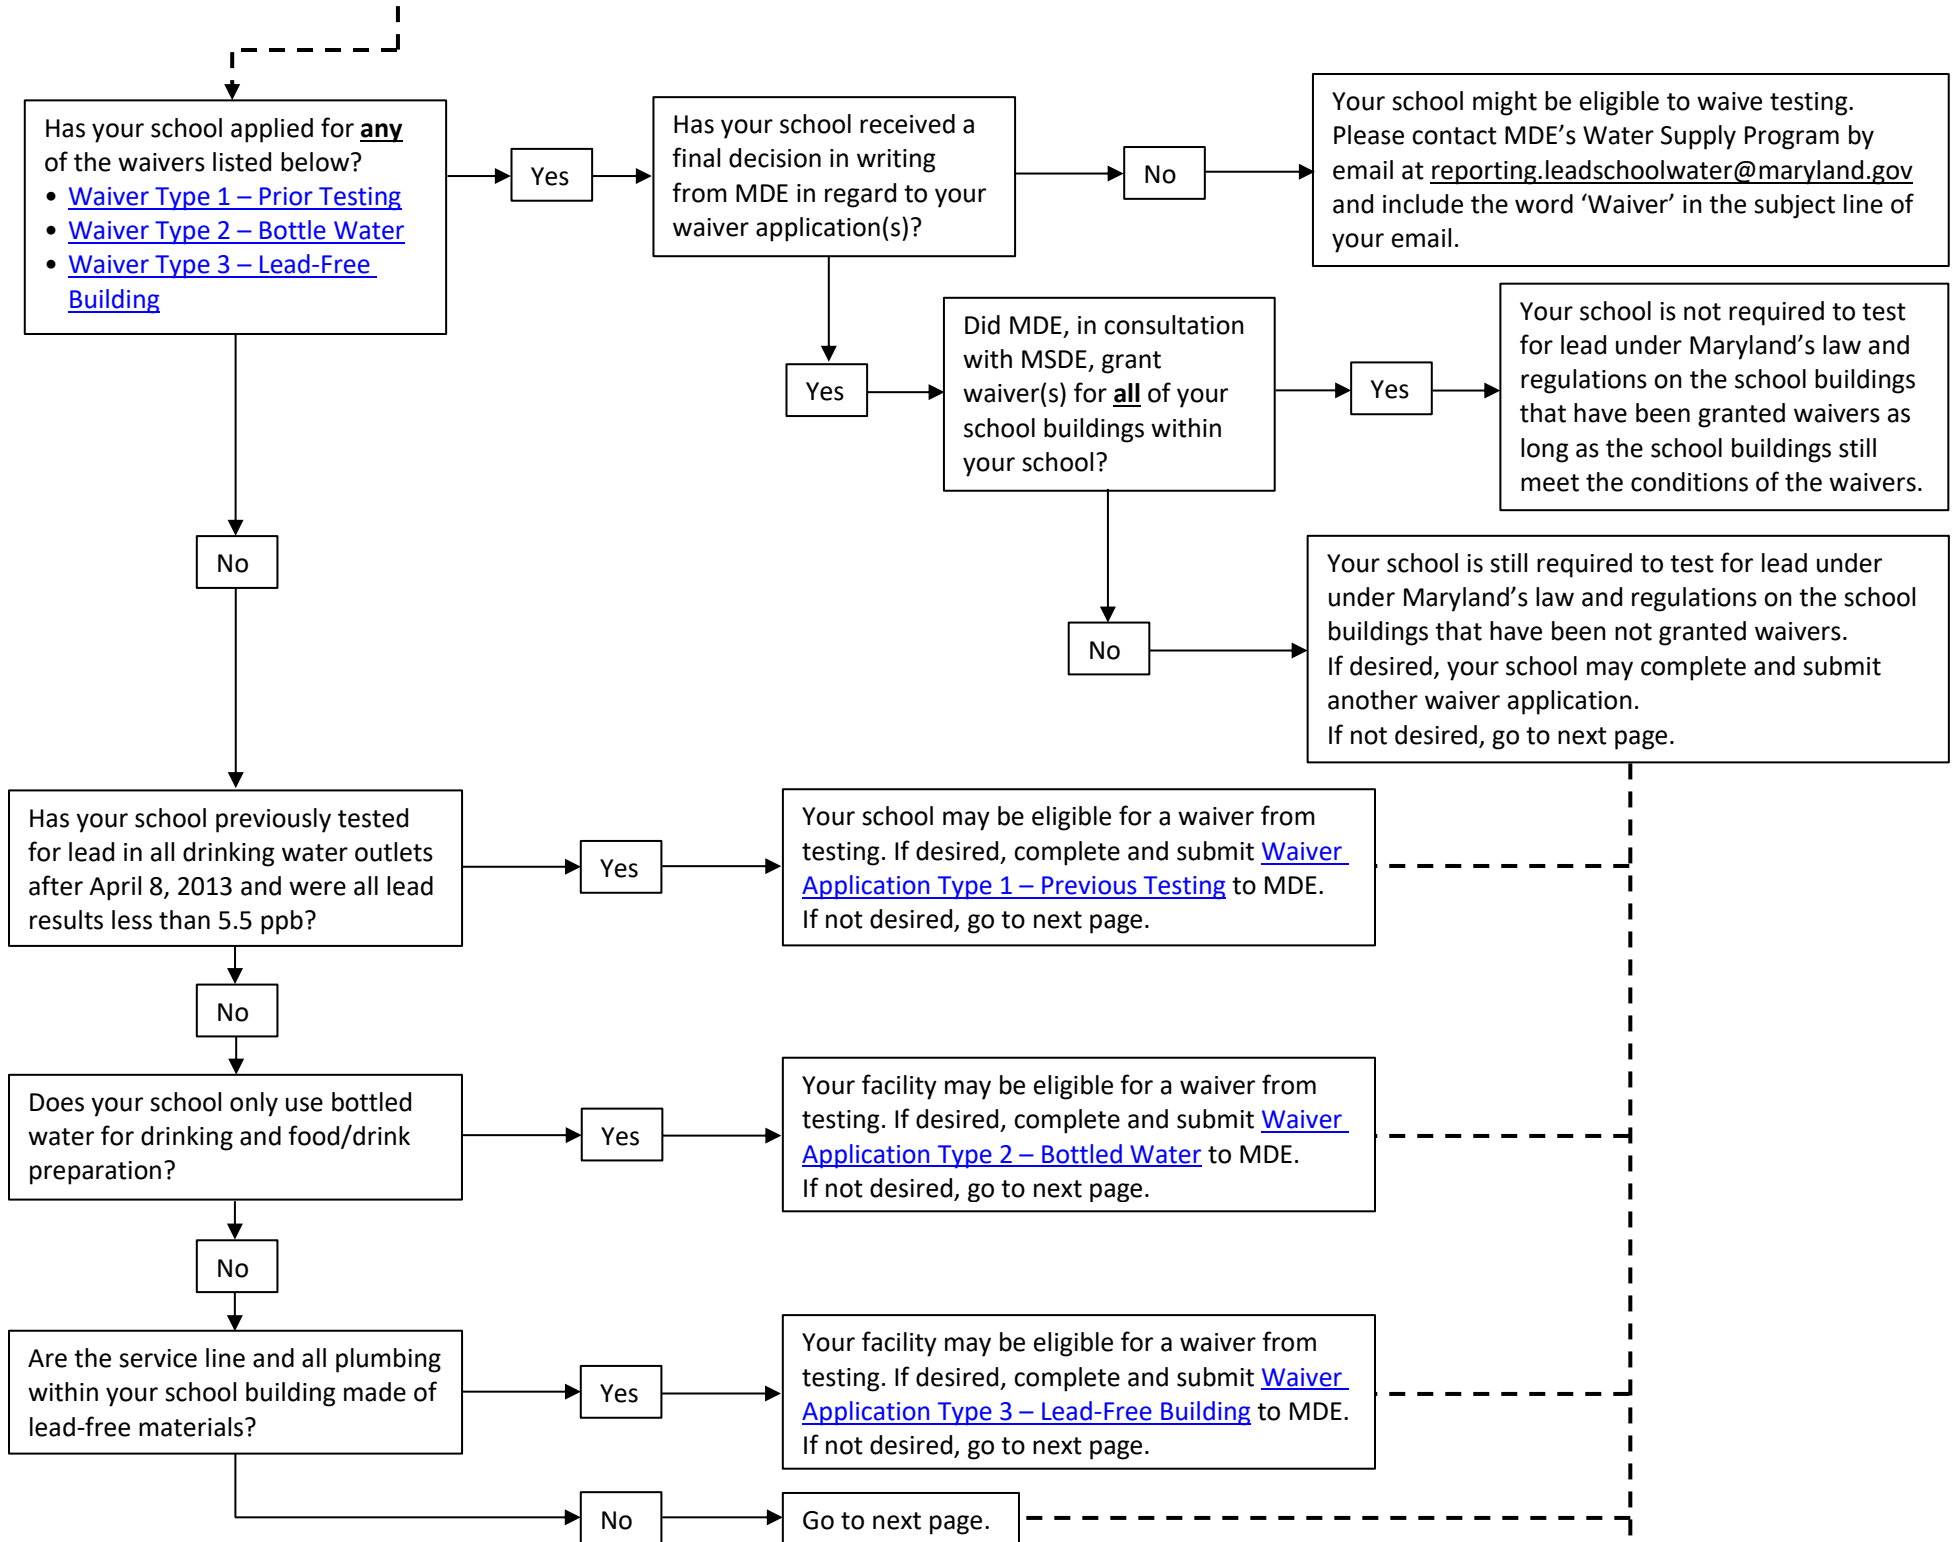 Has your school applied for any
of the waivers listed below?
• Waiver Type 1 – Prior Testing
• Waiver Type 2 – Bottle Water
• Waiver Type 3 – Lead-Free
Building
Yes
Has your school received a
final decision in writing
from MDE in regard to your
waiver application(s)?
No
Your school might be eligible to waive testing.
Please contact MDE’s Water Supply Program by
email at reporting.leadschoolwater@maryland.gov
and include the word ‘Waiver’ in the subject line of
your email.
Yes
Did MDE, in consultation
with MSDE, grant
waiver(s) for all of your
school buildings within
your school?
Yes
Your school is not required to test
for lead under Maryland’s law and
regulations on the school buildings
that have been granted waivers as
long as the school buildings still
meet the conditions of the waivers.
No
No
Your school is still required to test for lead under
under Maryland’s law and regulations on the school
buildings that have been not granted waivers.
If desired, your school may complete and submit
another waiver application.
If not desired, go to next page.
Has your school previously tested
for lead in all drinking water outlets
after April 8, 2013 and were all lead
results less than 5.5 ppb?
Yes
Your school may be eligible for a waiver from
testing. If desired, complete and submit Waiver
Application Type 1 – Previous Testing to MDE.
If not desired, go to next page.
No
Does your school only use bottled
water for drinking and food/drink
preparation?
Yes
Your facility may be eligible for a waiver from
testing. If desired, complete and submit Waiver
Application Type 2 – Bottled Water to MDE.
If not desired, go to next page.
No
Are the service line and all plumbing
within your school building made of
lead-free materials?
Yes
Your facility may be eligible for a waiver from
testing. If desired, complete and submit Waiver
Application Type 3 – Lead-Free Building to MDE.
If not desired, go to next page.
No
Go to next page.